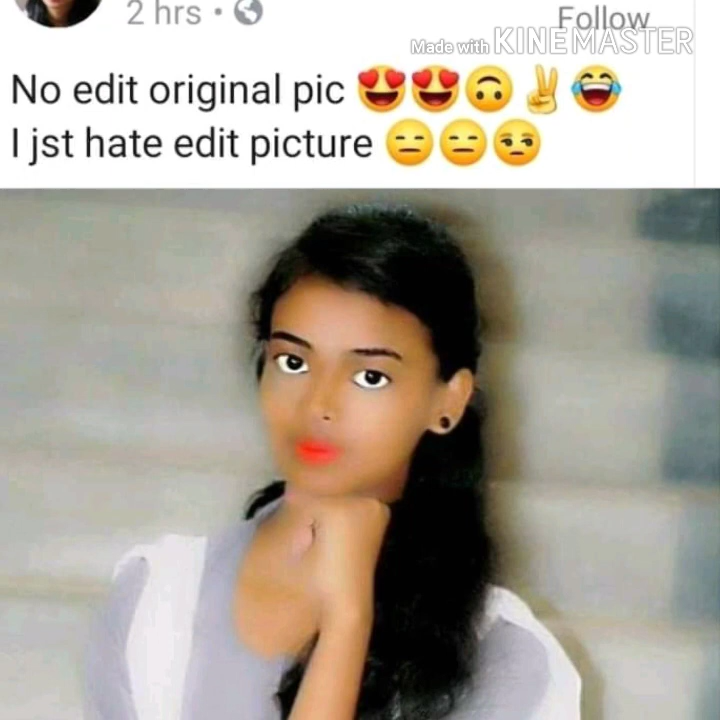 2 hrs •
Follow
Made with KINEMASTER
No edit original pic 😍😍🙃✌️😂
I jst hate edit picture 😑😑😒